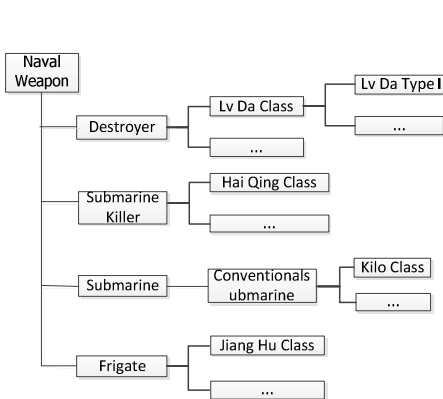 Naval
Weapon
Lv Da Type I
Lv Da Class
Destroyer
...
...
Hai Qing Class
Submarine
Killer
...
Conventionals
ubmarine
Kilo Class
Submarine
...
Jiang Hu Class
Frigate
...